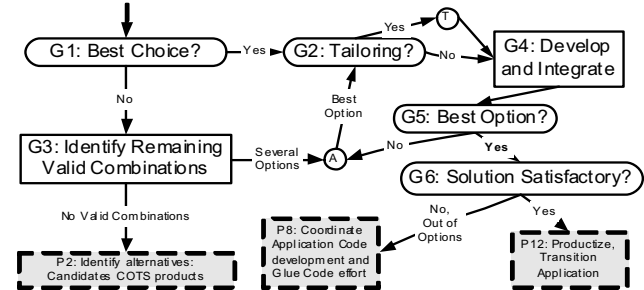 G1: Best Choice?
Yes
G2: Tailoring?
Yes
T
No
G4: Develop
and Integrate
No
Best
Option
G5: Best Option?
G3: Identify Remaining
Valid Combinations
Several
Options
A
No
Yes
G6: Solution Satisfactory?
No Valid Combinations
No,
Out of
Options
Yes
P2: Identify alternatives:
Candidates COTS products
P8: Coordinate
Application Code
development and
Glue Code effort
P12: Productize,
Transition
Application